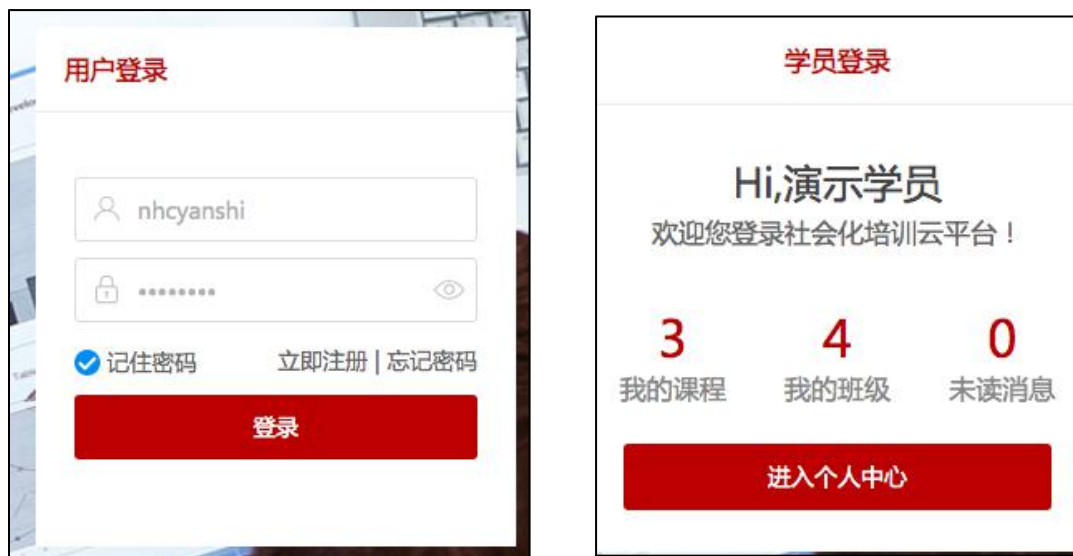 用户登录
nhcyanshi
••••••••
记住密码 立即注册 | 忘记密码
登录
学员登录
Hi,演示学员
欢迎您登录社会化培训云平台！
3 4 0
我的课程 我的班级 未读消息
进入个人中心